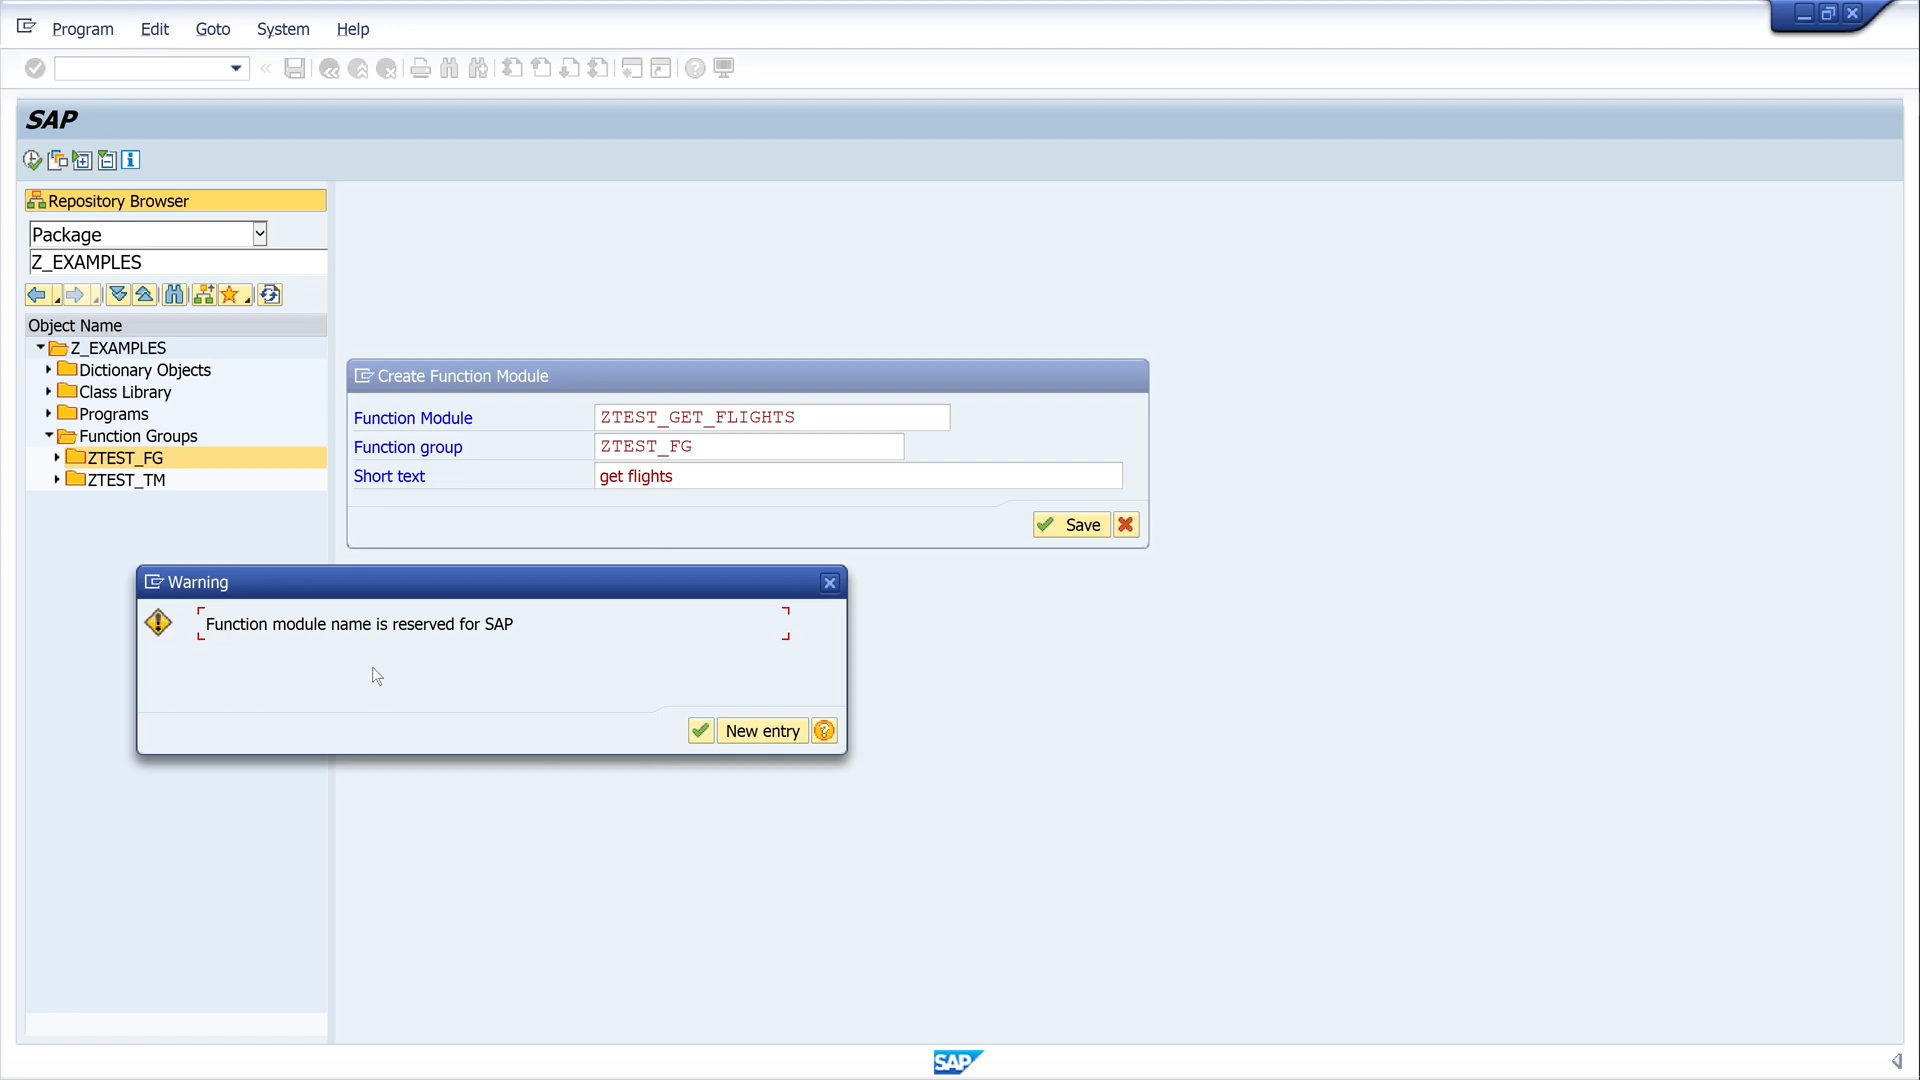 Program Edit Goto System Help
SAP
Repository Browser
Package
Z_EXAMPLES
Object Name
Z_EXAMPLES
Dictionary Objects
Class Library
Programs
Function Groups
ZTEST_FG
ZTEST_TM
Create Function Module
Function Module ZTEST_GET_FLIGHTS
Function group ZTEST_FG
Short text get flights
Save
Warning
Function module name is reserved for SAP
New entry
SAP